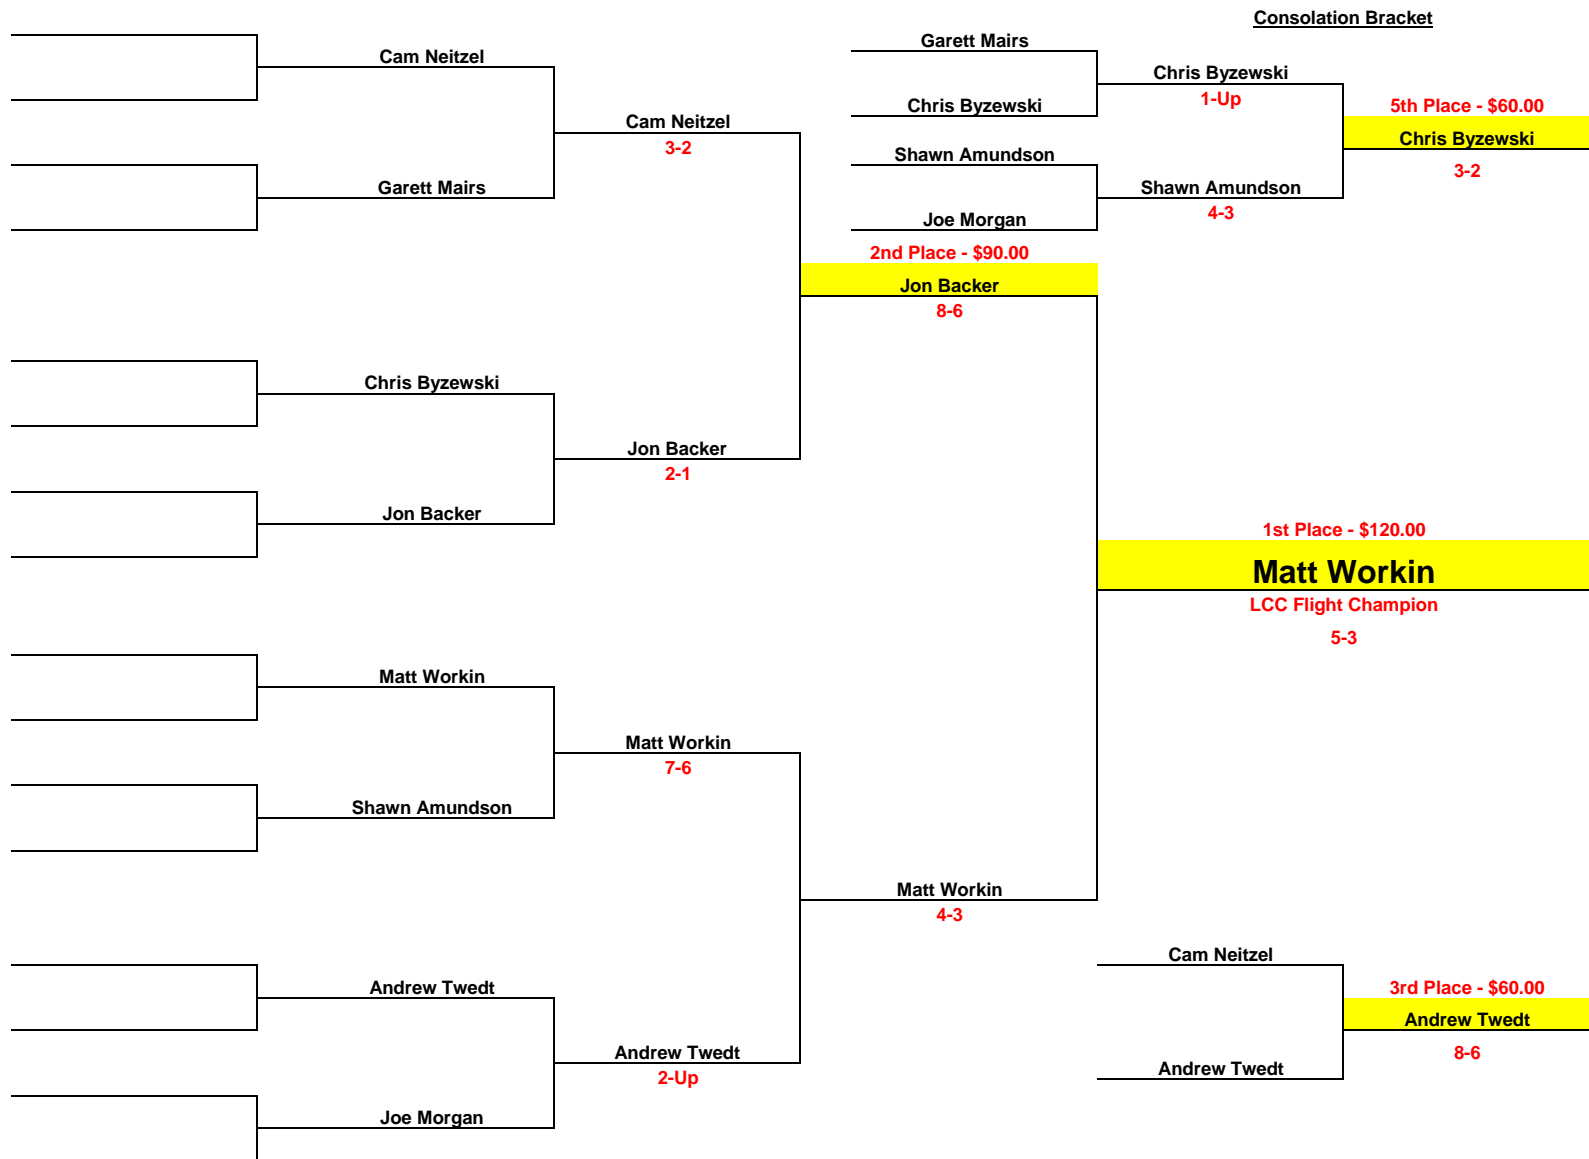 Consolation Bracket
Garett Mairs
Cam Neitzel
Chris Byzewski
1-Up
5th Place - $60.00
Chris Byzewski
Cam Neitzel
Chris Byzewski
3-2
Shawn Amundson
3-2
Garett Mairs
Shawn Amundson
4-3
Joe Morgan
2nd Place - $90.00
Jon Backer
8-6
Chris Byzewski
Jon Backer
2-1
Jon Backer
1st Place - $120.00
Matt Workin
LCC Flight Champion
5-3
Matt Workin
Matt Workin
7-6
Shawn Amundson
Matt Workin
4-3
Cam Neitzel
Andrew Twedt
3rd Place - $60.00
Andrew Twedt
Andrew Twedt
8-6
2-Up
Andrew Twedt
Joe Morgan